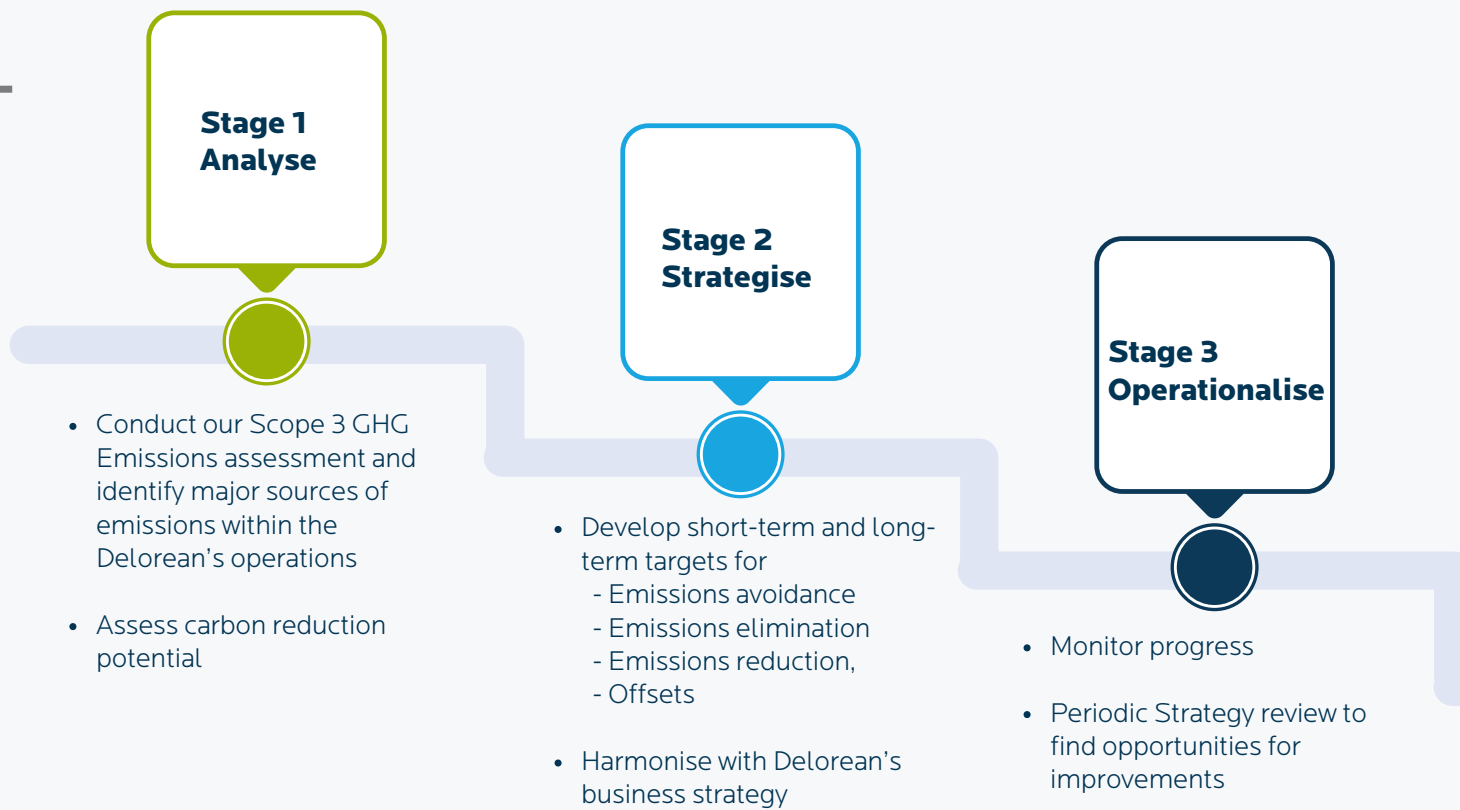 Stage 1
Analyse
• Conduct our Scope 3 GHG
Emissions assessment and
identify major sources of
emissions within the
Delorean's operations
• Assess carbon reduction
potential
Stage 2
Strategise
• Develop short-term and long-
term targets for
- Emissions avoidance
- Emissions elimination
- Emissions reduction,
- Offsets
• Harmonise with Delorean's
business strategy
Stage 3
Operationalise
• Monitor progress
• Periodic Strategy review to
find opportunities for
improvements